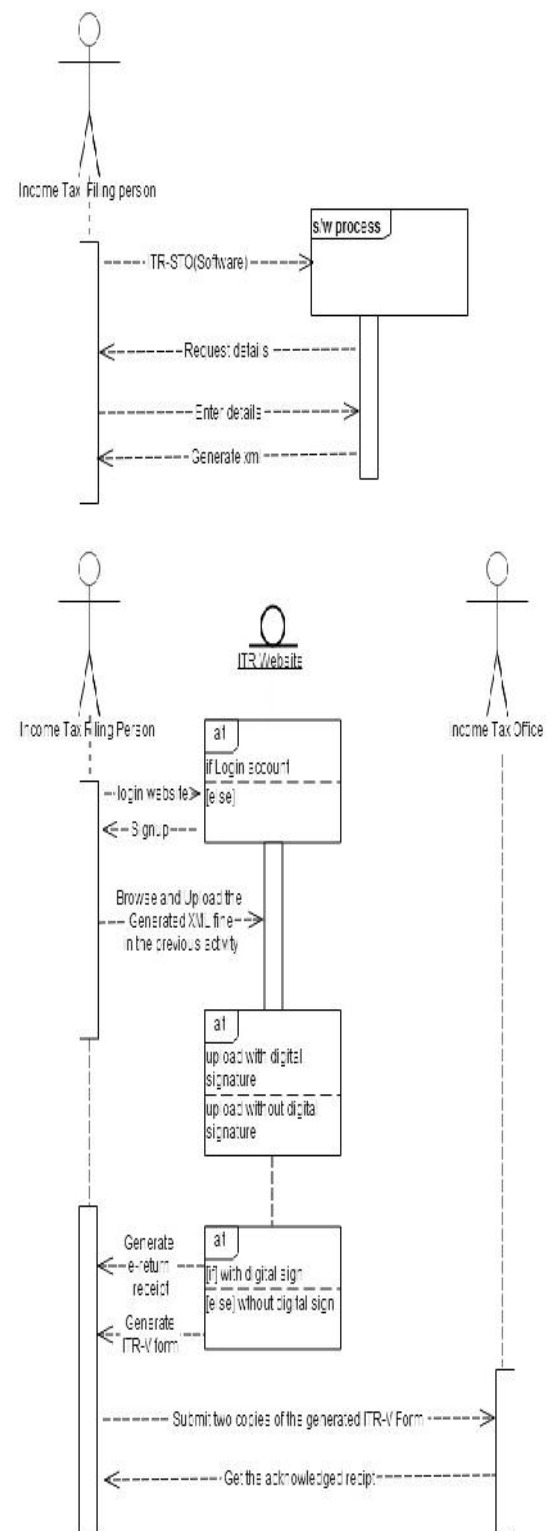 Income Tax Filing person
s/w process
ITR-STO(Software)
Request details
Enter details
Generate xml
Income Tax Filing Person
ITR Website
Income Tax Office
alt
if Login account
[else]
login website
Signup
Browse and Upload the
Generated XML fine
in the previous activity
alt
upload with digital
signature
upload without digital
signature
alt
[if] with digital sign
[else] without digital sign
Generate
e-return
receipt
Generate
ITR-V form
Submit two copies of the generated ITR-V Form
Get the acknowledged recipt